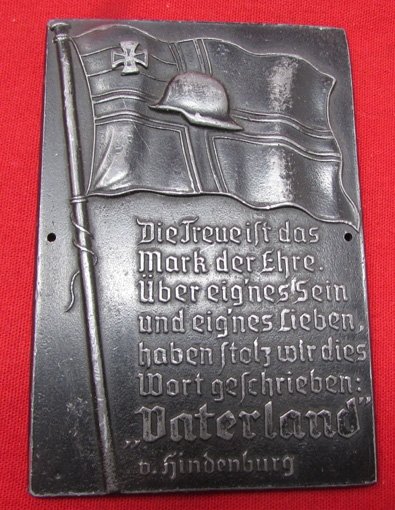 Die Treue ist das
Mark der Ehre.
Über eig'nes Sein
und eig'nes Lieben,
haben stolz wir dies
Wort geschrieben:
„Vaterland"
v. Hindenburg